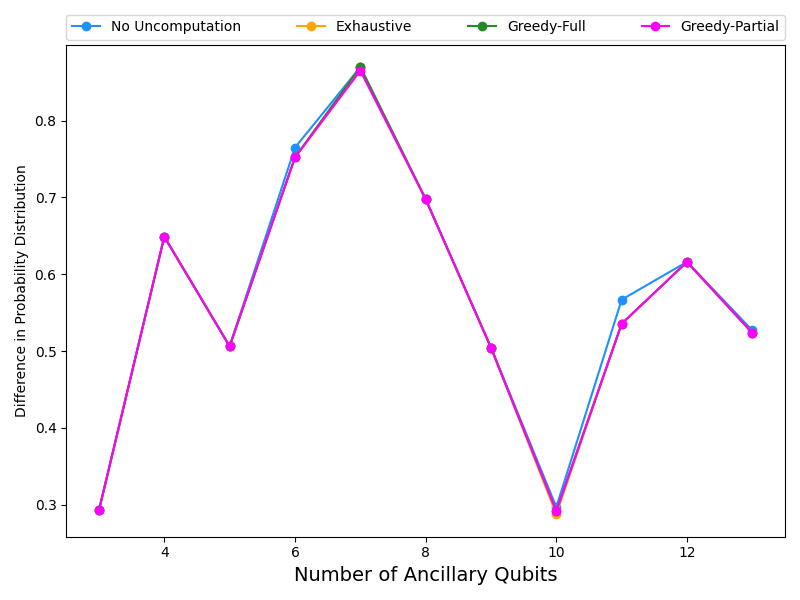 No Uncomputation Exhaustive Greedy-Full Greedy-Partial
0.8
0.7
0.6
0.5
0.4
0.3
Difference in Probability Distribution
4 6 8 10 12
Number of Ancillary Qubits